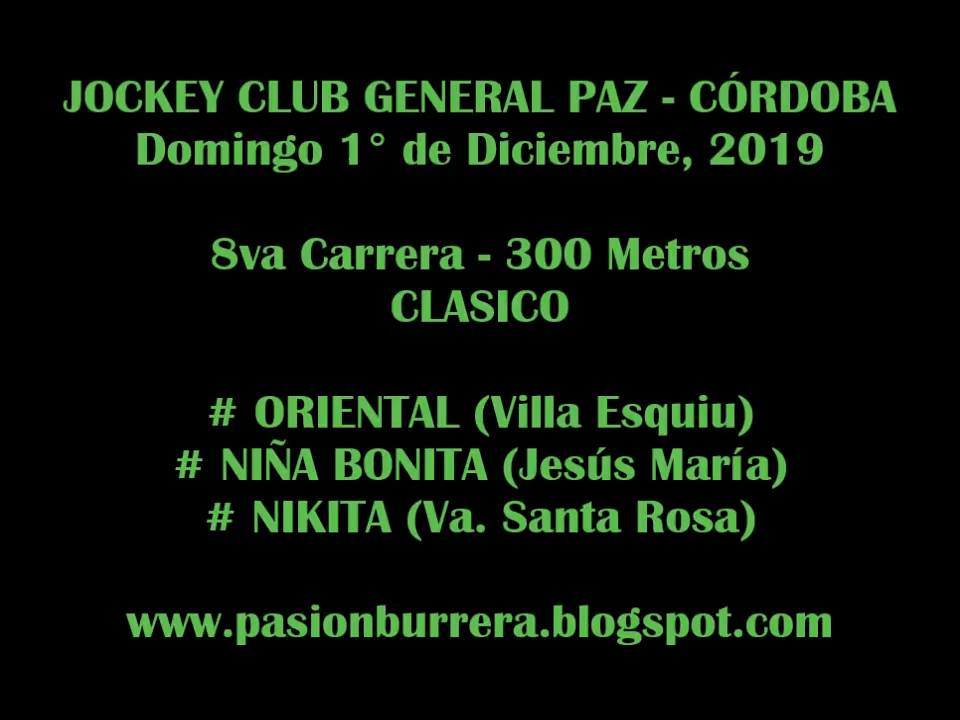 JOCKEY CLUB GENERAL PAZ - CÓRDOBA
Domingo 1° de Diciembre, 2019
8va Carrera - 300 Metros
CLASICO
# ORIENTAL (Villa Esquiu)
# NIÑA BONITA (Jesús María)
# NIKITA (Va. Santa Rosa)
www.pasionburrera.blogspot.com